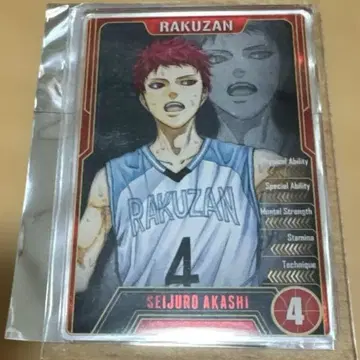 RAKUZAN
Physical Ability
Special Ability
Mental Strength
Stamina
Technique
RAKUZAN
4
SEIJURO AKASHI
4